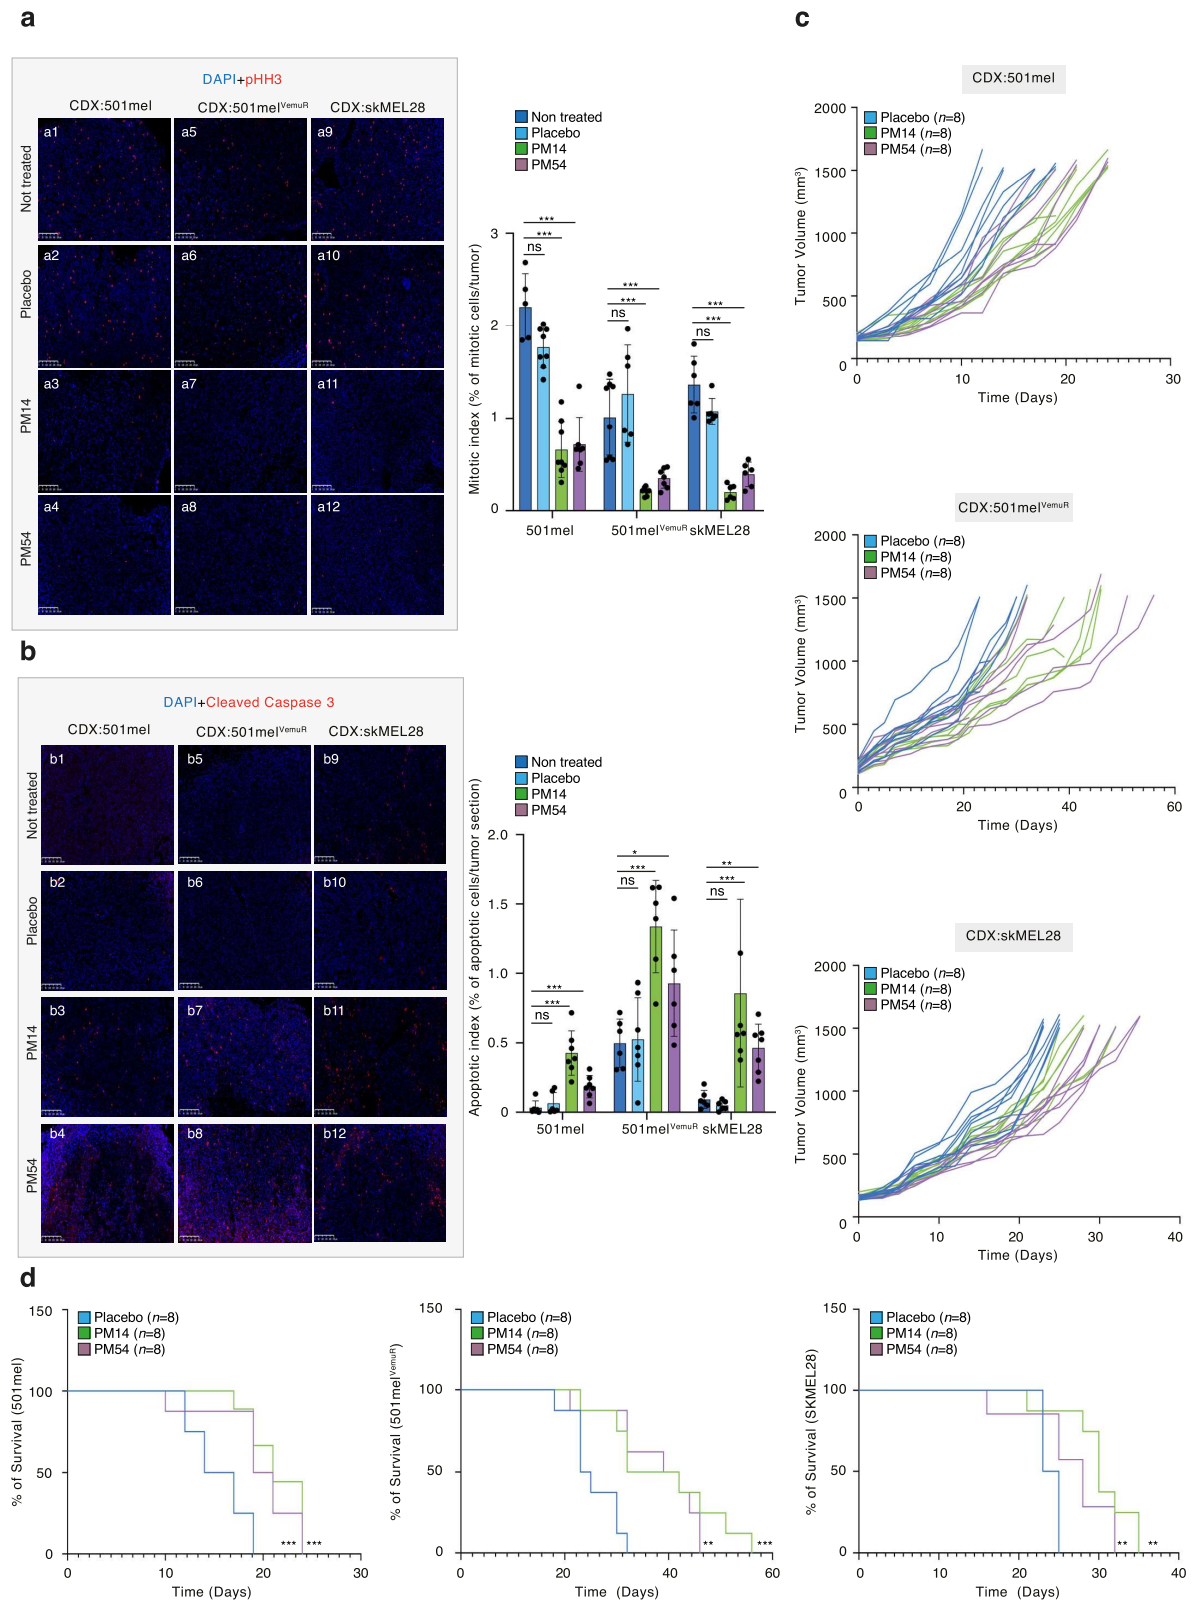 a
DAPI+pHH3
CDX:501mel
CDX:501melVemuR
CDX:skMEL28
Not treated
a1
a5
a9
Placebo
a2
a6
a10
PM14
a3
a7
a11
PM54
a4
a8
a12
Non treated
Placebo
PM14
PM54
Mitotic index (% of mitotic cells/tumor)
3
2
1
0
***
***
ns
***
***
ns
***
***
ns
501mel
501melVemuR
skMEL28
b
DAPI+Cleaved Caspase 3
CDX:501mel
CDX:501melVemuR
CDX:skMEL28
Not treated
b1
b5
b9
Placebo
b2
b6
b10
PM14
b3
b7
b11
PM54
b4
b8
b12
Non treated
Placebo
PM14
PM54
Apoptotic index (% of apoptotic cells/tumor section)
2.0
1.5
1.0
0.5
0
***
***
ns
*
***
ns
**
***
ns
501mel
501melVemuR
skMEL28
c
CDX:501mel
Placebo (n=8)
PM14 (n=8)
PM54 (n=8)
Tumor Volume (mm3)
2000
1500
1000
500
0
0 10 20 30
Time (Days)
CDX:501melVemuR
Placebo (n=8)
PM14 (n=8)
PM54 (n=8)
Tumor Volume (mm3)
2000
1500
1000
500
0
0 20 40 60
Time (Days)
CDX:skMEL28
Placebo (n=8)
PM14 (n=8)
PM54 (n=8)
Tumor Volume (mm3)
2000
1500
1000
500
0
0 10 20 30 40
Time (Days)
d
% of Survival (501mel)
150
100
50
0
Placebo (n=8)
PM14 (n=8)
PM54 (n=8)
*** ***
0 10 20 30
Time (Days)
% of Survival (501melVemuR)
150
100
50
0
Placebo (n=8)
PM14 (n=8)
PM54 (n=8)
** ***
0 20 40 60
Time (Days)
% of Survival (SKMEL28)
150
100
50
0
Placebo (n=8)
PM14 (n=8)
PM54 (n=8)
** **
0 10 20 30 40
Time (Days)